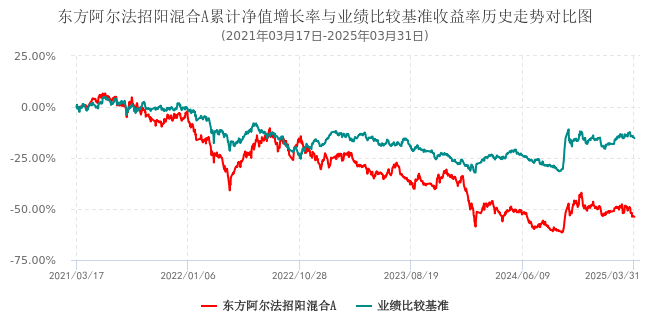 东方阿尔法招阳混合A累计净值增长率与业绩比较基准收益率历史走势对比图
(2021年03月17日-2025年03月31日)
25.00%
0.00%
-25.00%
-50.00%
-75.00%
2021/03/17 2022/01/06 2022/10/28 2023/08/19 2024/06/09 2025/03/31
东方阿尔法招阳混合A 业绩比较基准